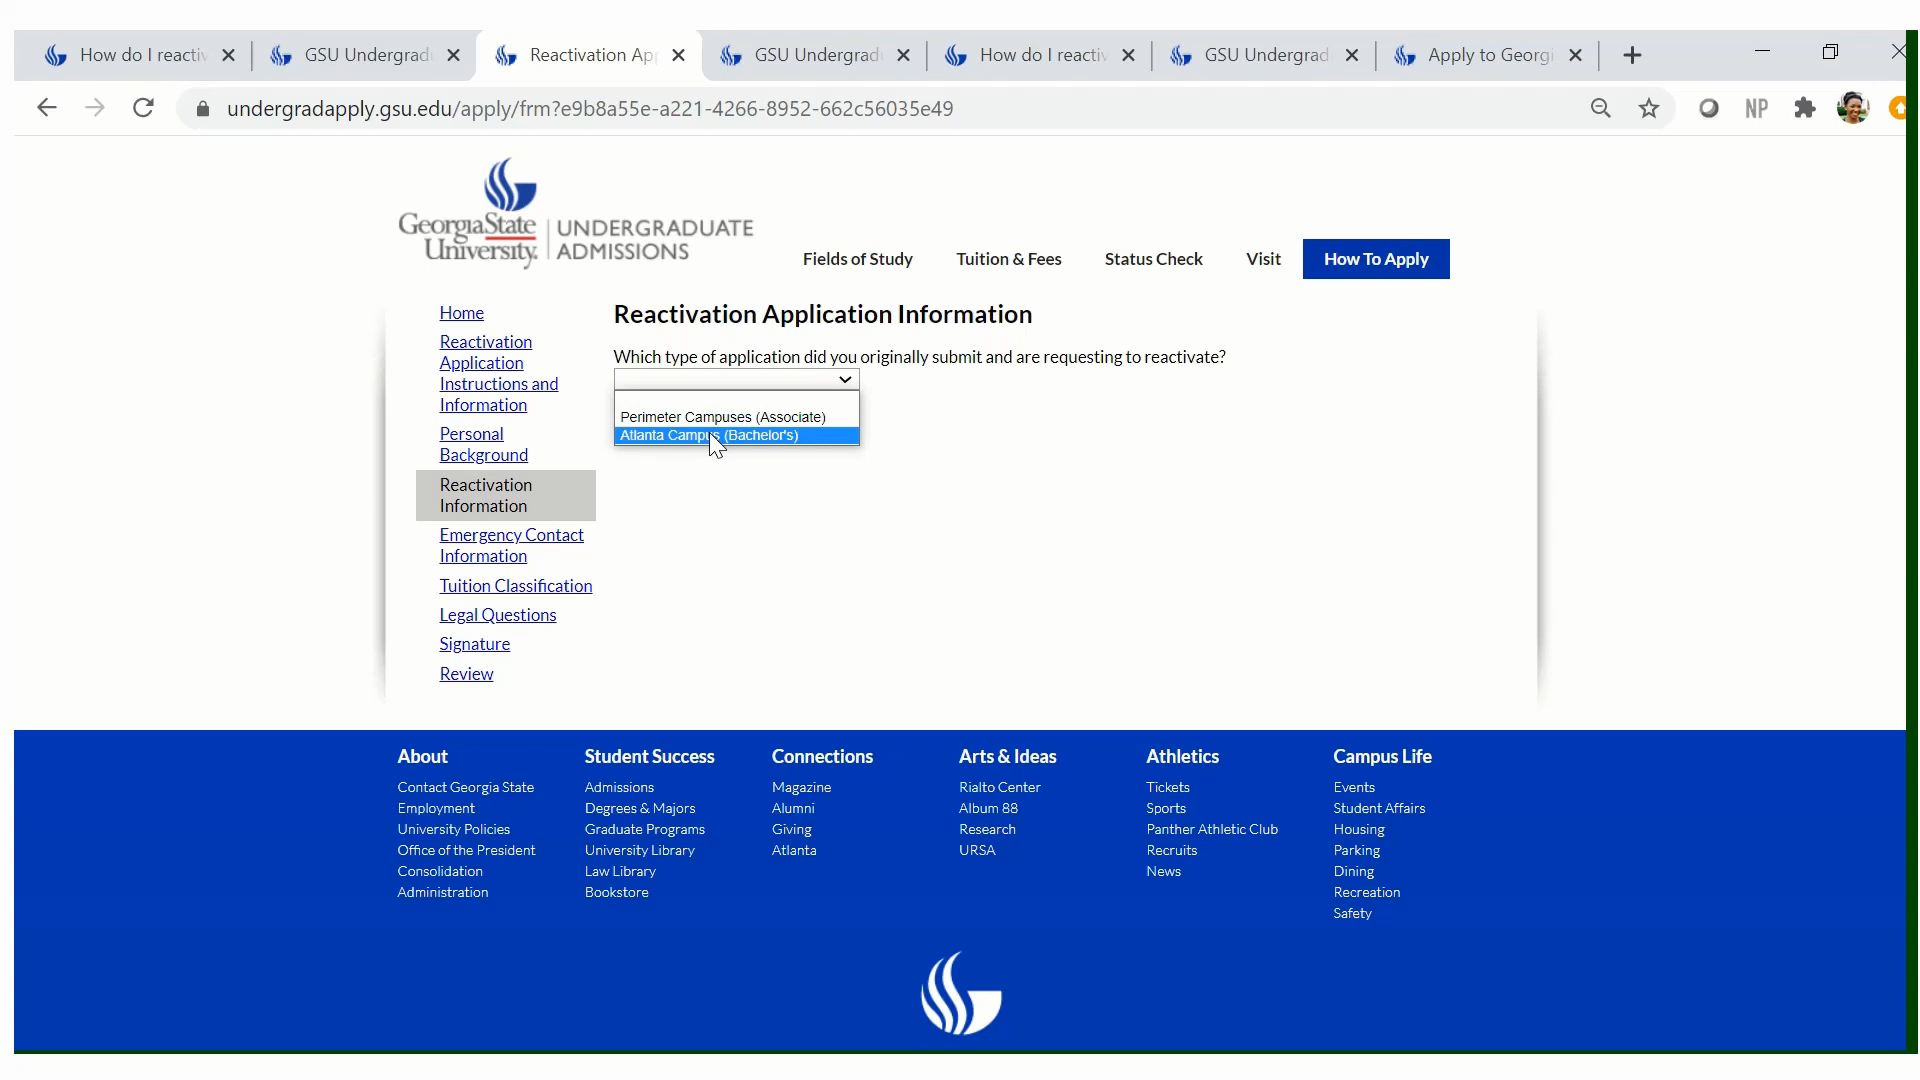 How do I reactiv
GSU Undergradu
Reactivation App
GSU Undergradu
How do I reactiv
GSU Undergradu
Apply to Georgi
undergradapply.gsu.edu/apply/frm?e9b8a55e-a221-4266-8952-662c56035e49
NP
GeorgiaState
University.
UNDERGRADUATE
ADMISSIONS
Fields of Study
Tuition & Fees
Status Check
Visit
How To Apply
Home
Reactivation
Application
Instructions and
Information
Personal
Background
Reactivation
Information
Emergency Contact
Information
Tuition Classification
Legal Questions
Signature
Review
Reactivation Application Information
Which type of application did you originally submit and are requesting to reactivate?
Perimeter Campuses (Associate)
Atlanta Campus (Bachelor's)
About
Contact Georgia State
Employment
University Policies
Office of the President
Consolidation
Administration
Student Success
Admissions
Degrees & Majors
Graduate Programs
University Library
Law Library
Bookstore
Connections
Magazine
Alumni
Giving
Atlanta
Arts & Ideas
Rialto Center
Album 88
Research
URSA
Athletics
Tickets
Sports
Panther Athletic Club
Recruits
News
Campus Life
Events
Student Affairs
Housing
Parking
Dining
Recreation
Safety